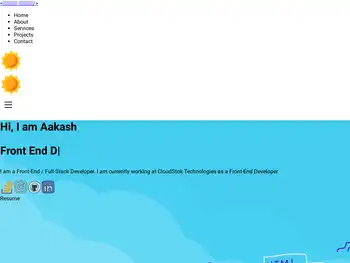 Home
About
Services
Projects
Contact
Hi, I am Aakash
Front End D|
I am a Front-End / Full-Stack Developer. I am currently working at CloudStok Technologies as a Front-End Developer
Resume
HTML